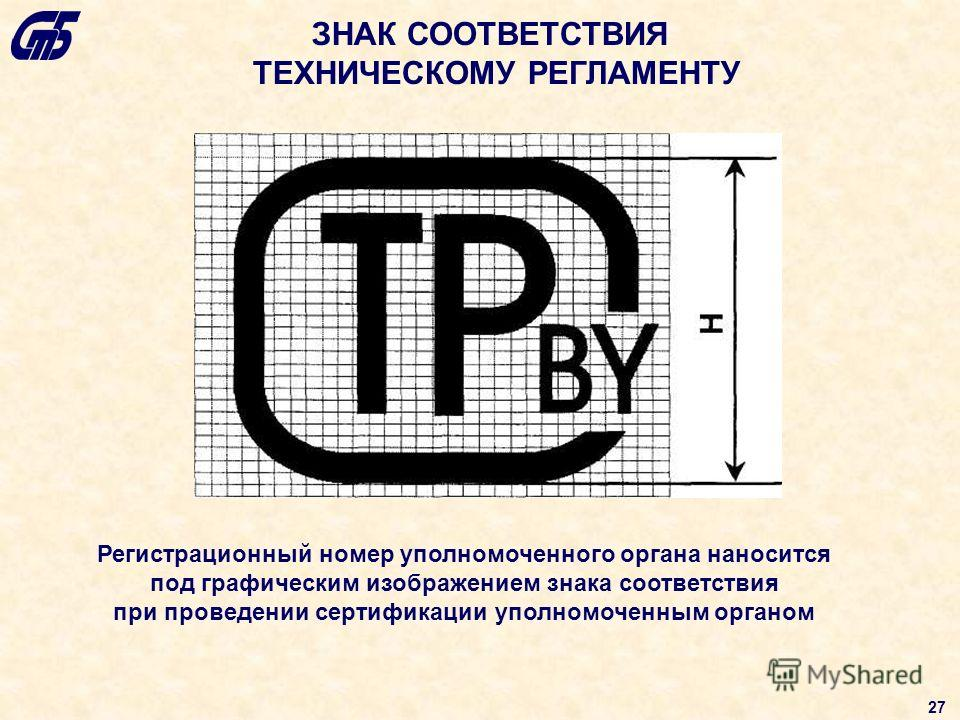 СТБ
ЗНАК СООТВЕТСТВИЯ
ТЕХНИЧЕСКОМУ РЕГЛАМЕНТУ
ТР
BY
H
Регистрационный номер уполномоченного органа наносится
под графическим изображением знака соответствия
при проведении сертификации уполномоченным органом
MyShared
27